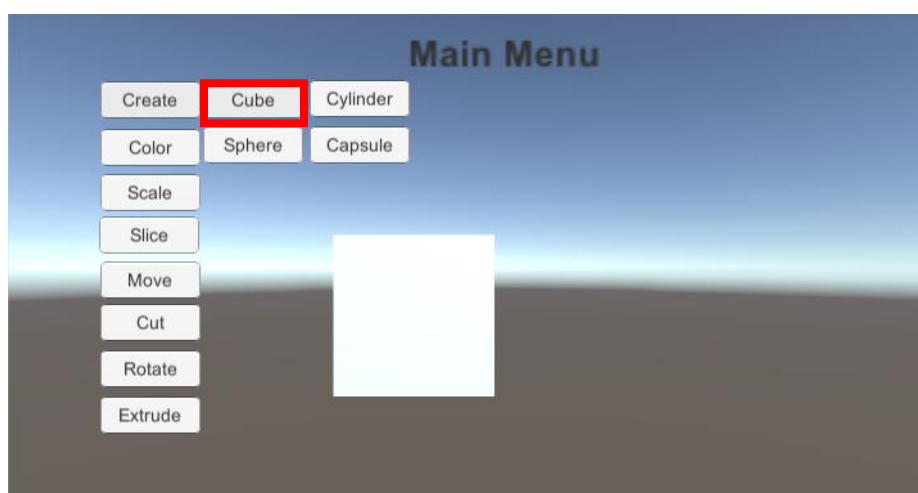 Main Menu
Create Cube Cylinder
Color Sphere Capsule
Scale
Slice
Move
Cut
Rotate
Extrude